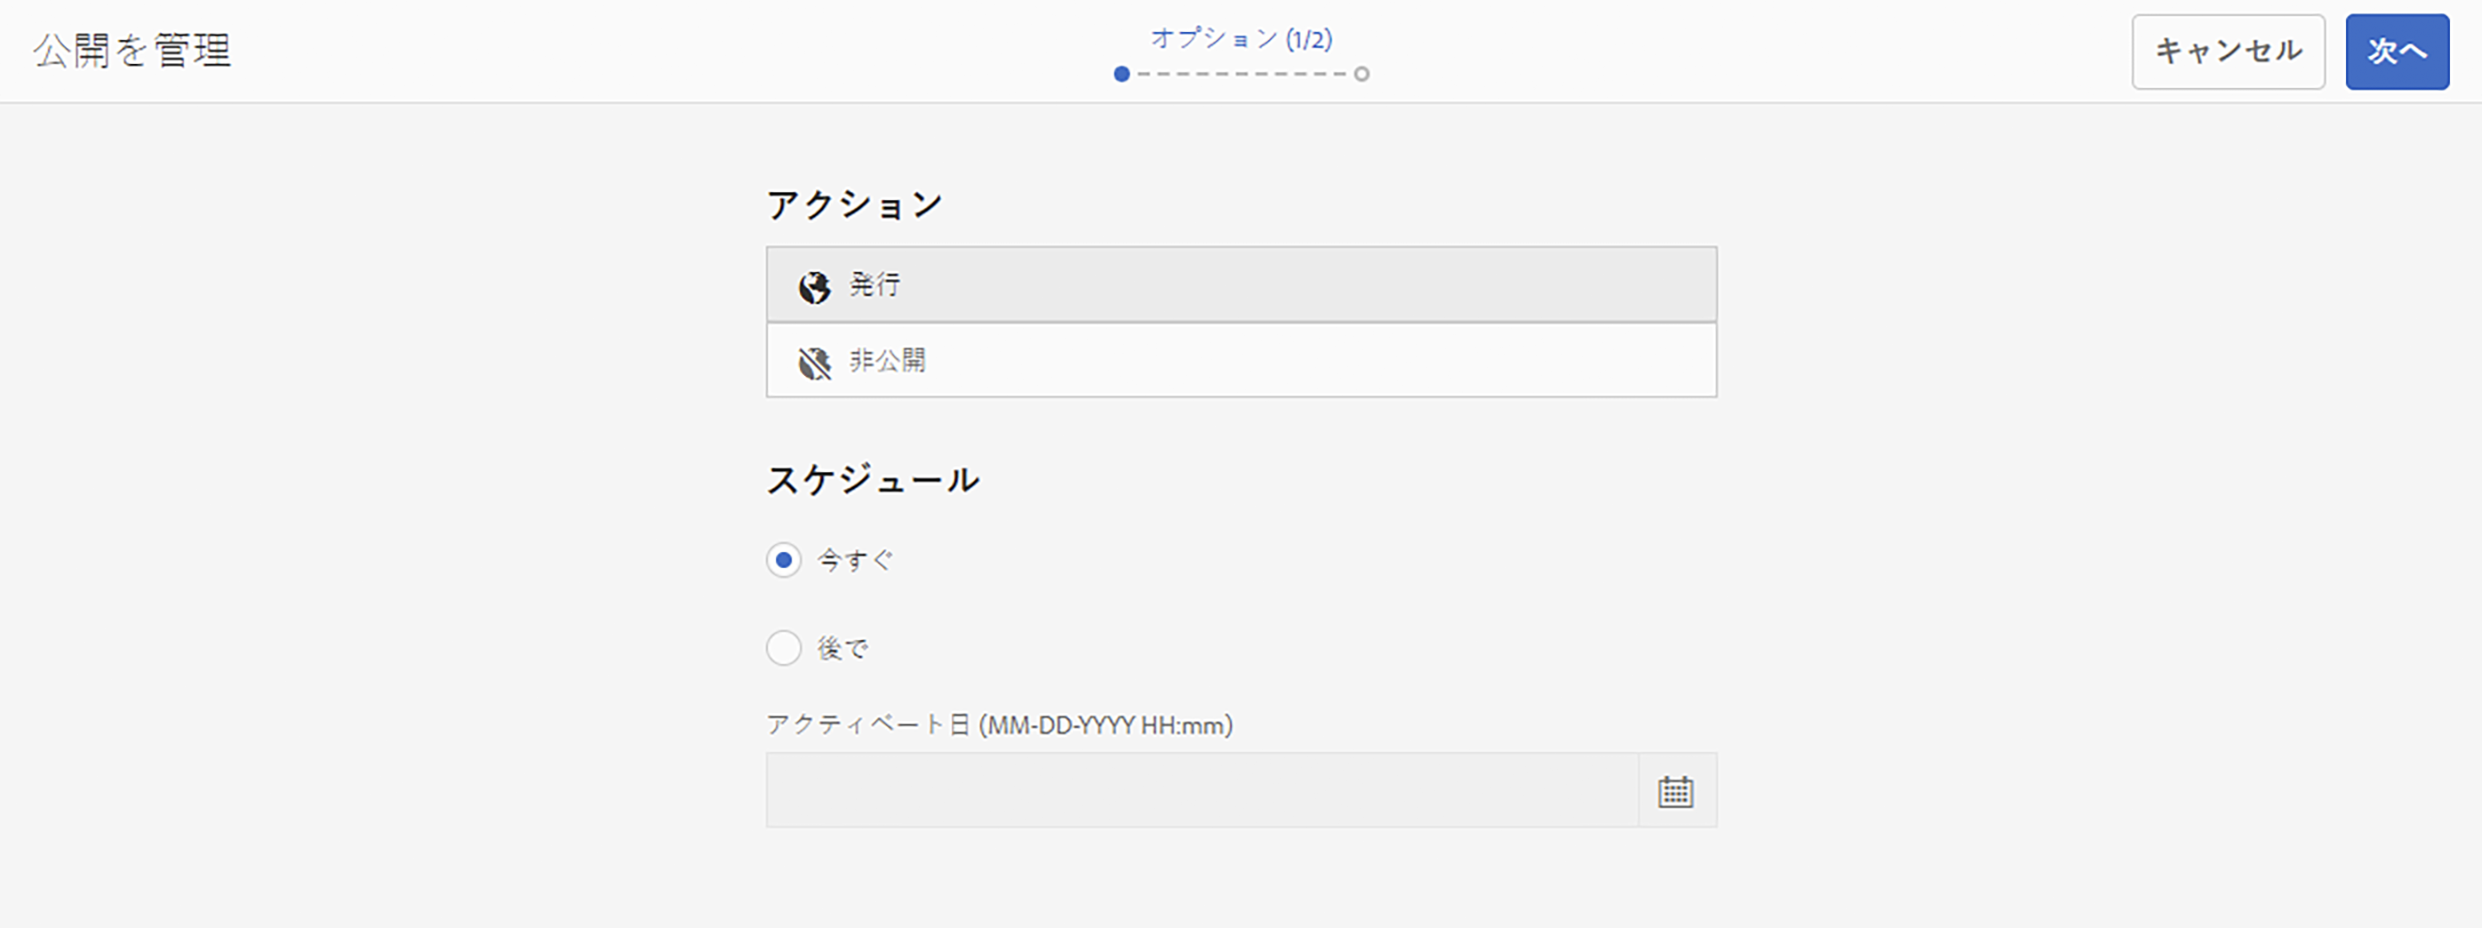 公開を管理
オプション (1/2)
キャンセル
次へ
アクション
発行
非公開
スケジュール
今すぐ
後で
アクティベート日 (MM-DD-YYYY HH:mm)